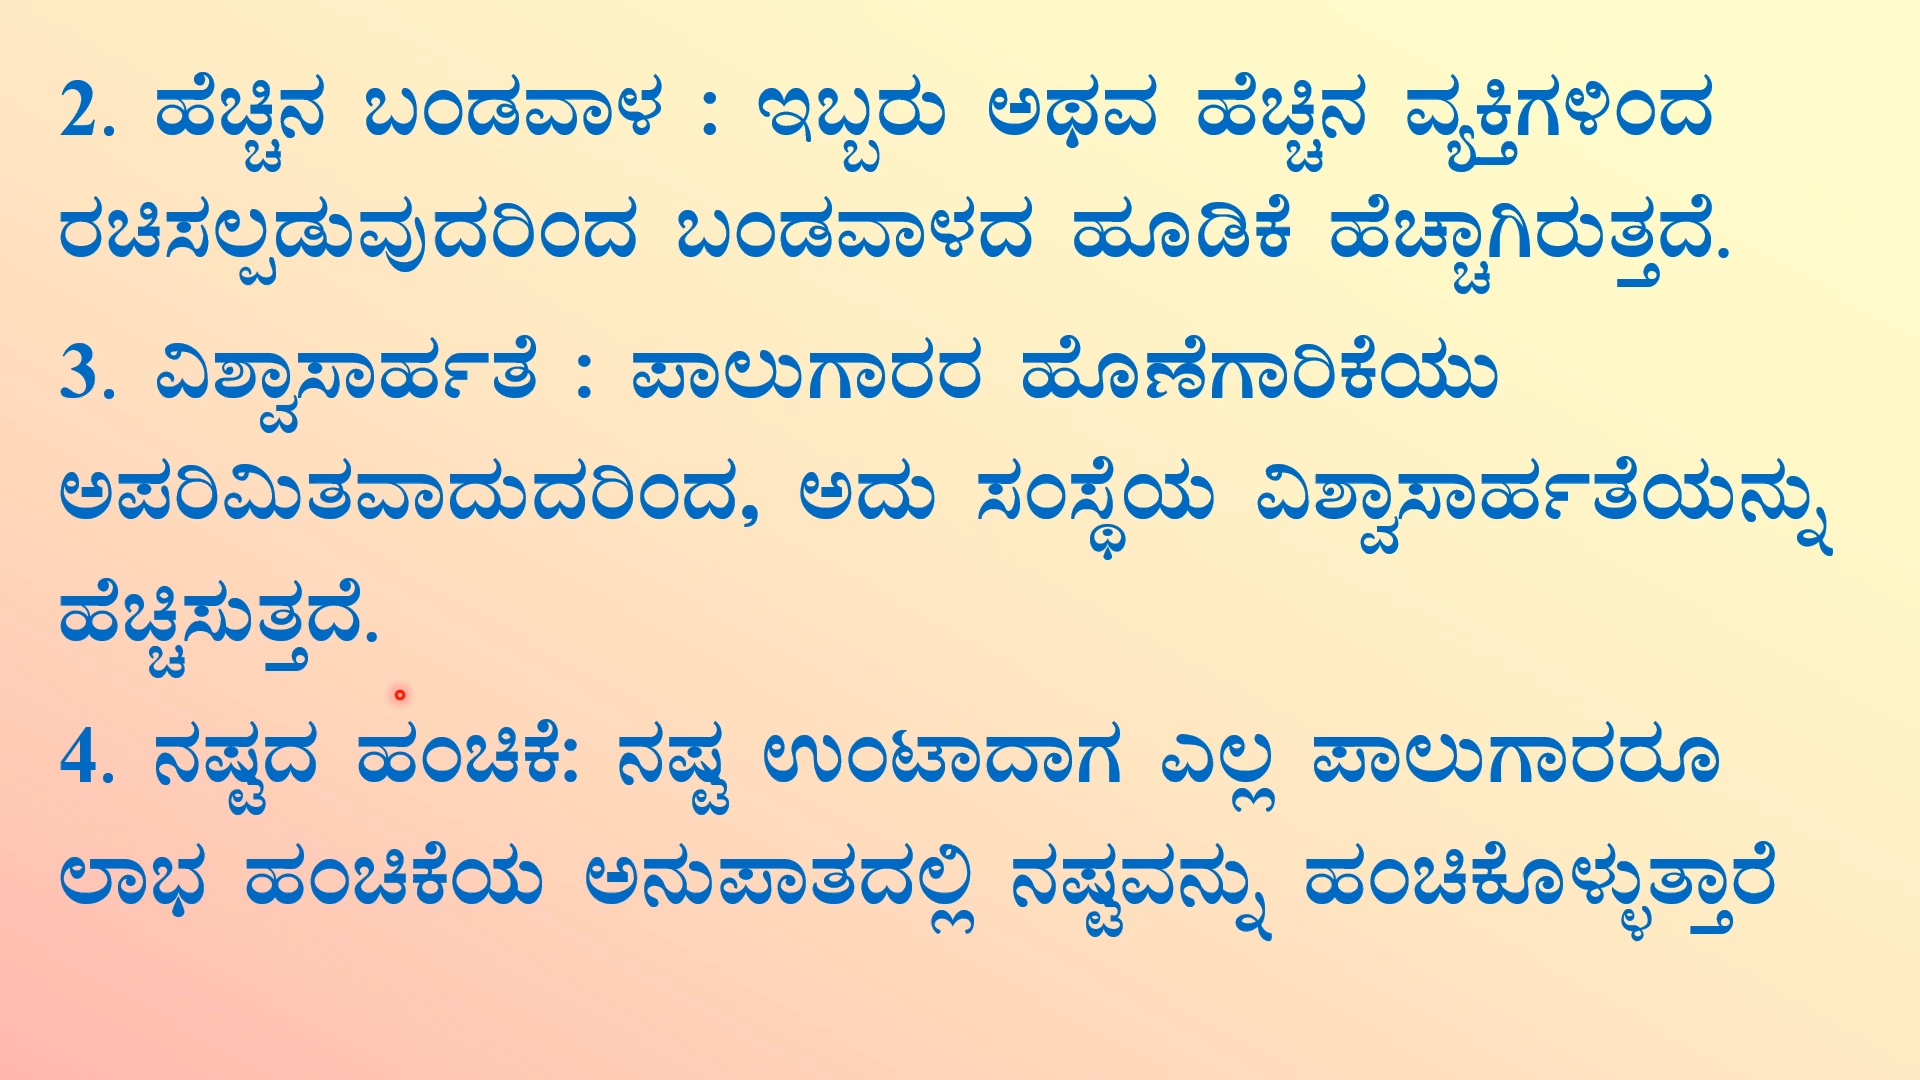 2. ಹೆಚ್ಚಿನ ಬಂಡವಾಳ : ಇಬ್ಬರು ಅಥವ ಹೆಚ್ಚಿನ ವ್ಯಕ್ತಿಗಳಿಂದ
ರಚಿಸಲ್ಪಡುವುದರಿಂದ ಬಂಡವಾಳದ ಹೂಡಿಕೆ ಹೆಚ್ಚಾಗಿರುತ್ತದೆ.
3. ವಿಶ್ವಾಸಾರ್ಹತೆ : ಪಾಲುಗಾರರ ಹೊಣೆಗಾರಿಕೆಯು
ಅಪರಿಮಿತವಾದುದರಿಂದ, ಅದು ಸಂಸ್ಥೆಯ ವಿಶ್ವಾಸಾರ್ಹತೆಯನ್ನು
ಹೆಚ್ಚಿಸುತ್ತದೆ.
4. ನಷ್ಟದ ಹಂಚಿಕೆ: ನಷ್ಟ ಉಂಟಾದಾಗ ಎಲ್ಲ ಪಾಲುಗಾರರೂ
ಲಾಭ ಹಂಚಿಕೆಯ ಅನುಪಾತದಲ್ಲಿ ನಷ್ಟವನ್ನು ಹಂಚಿಕೊಳ್ಳುತ್ತಾರೆ